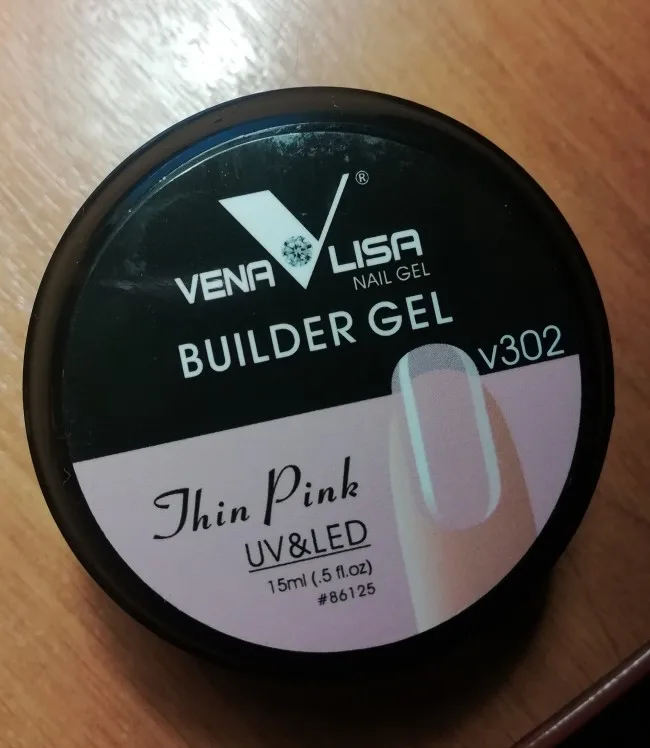 VENA LISA ®
NAIL GEL
BUILDER GEL
v302
Thin Pink
UV&LED
15ml (.5 fl.oz)
#86125